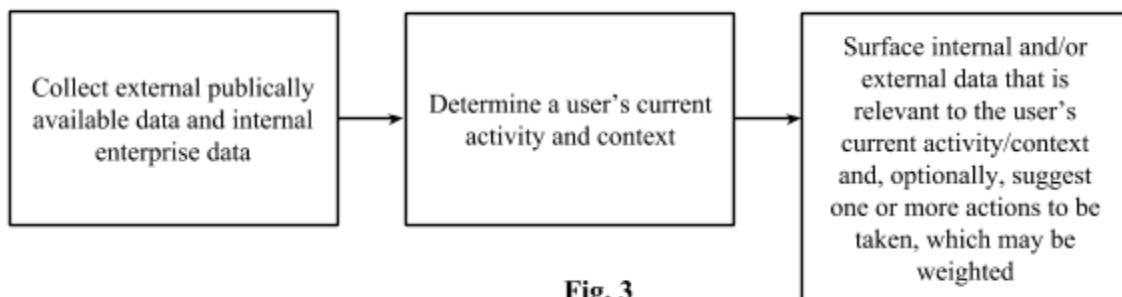 Collect external publically
available data and internal
enterprise data
Determine a user's current
activity and context
Surface internal and/or
external data that is
relevant to the user's
current activity/context
and, optionally, suggest
one or more actions to be
taken, which may be
weighted
Fig. 3